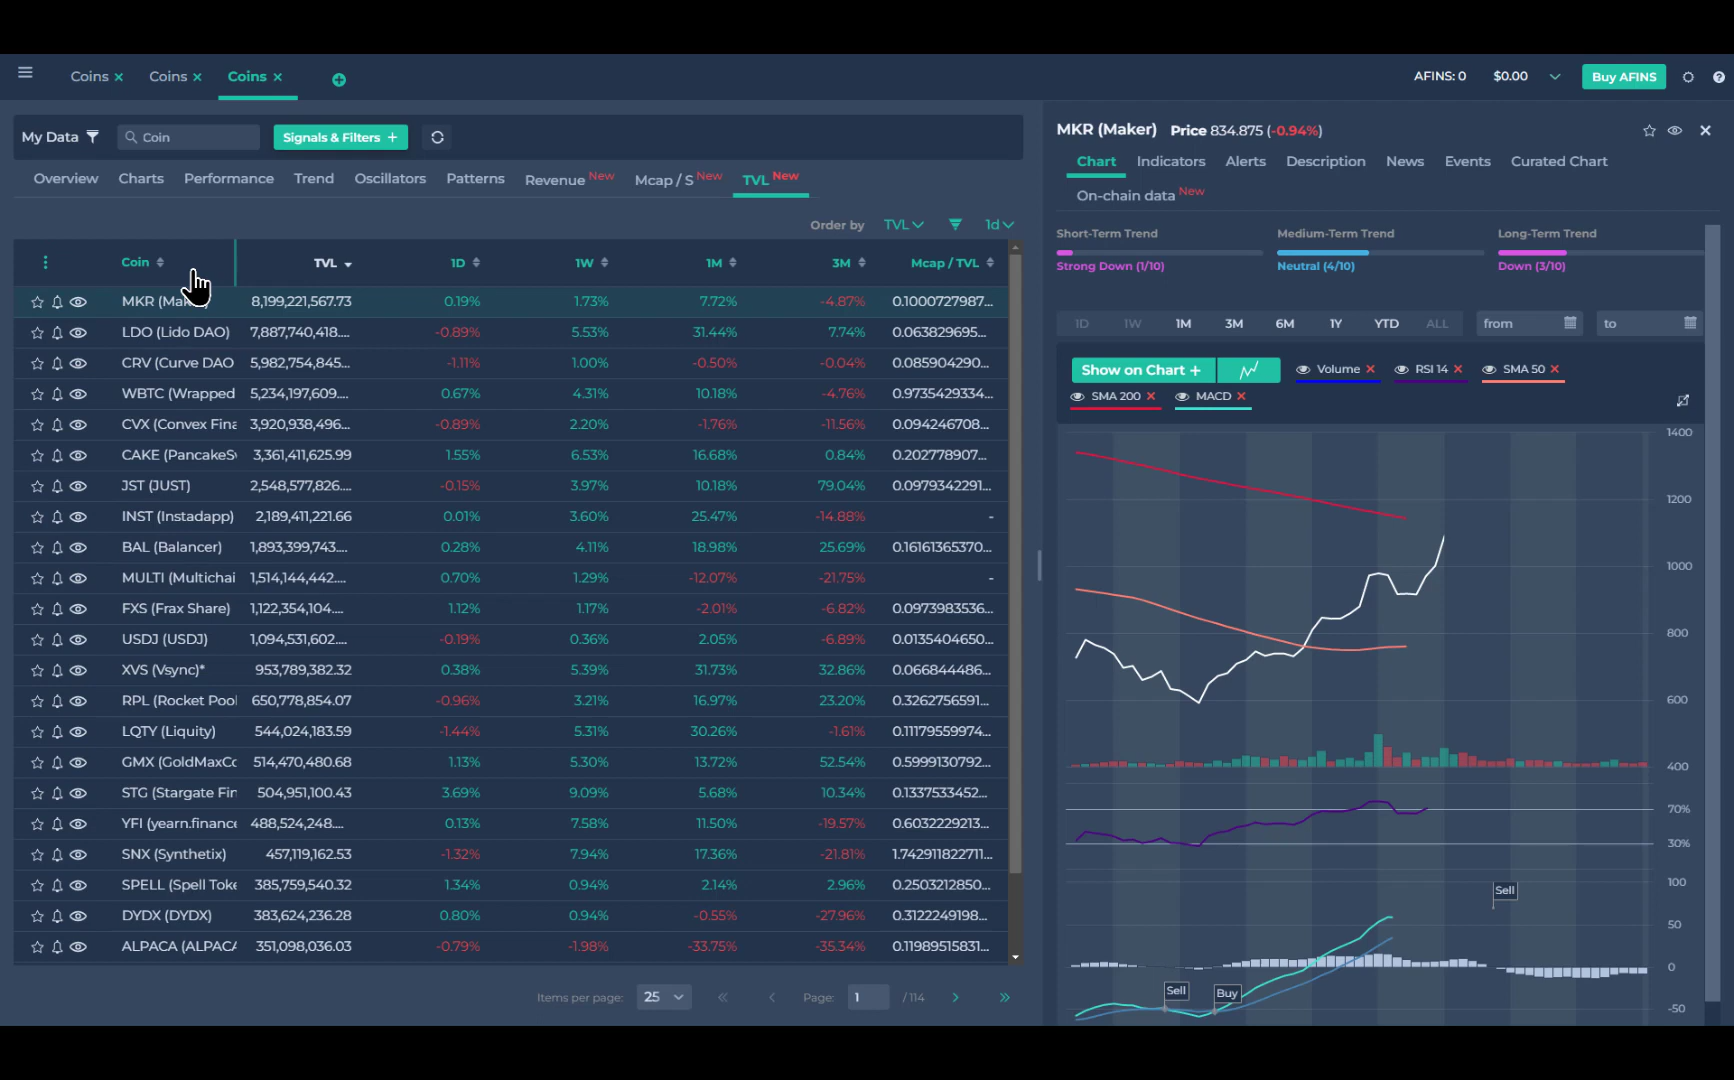 Coins × Coins × Coins ×
AFINS: 0 $0.00 Buy AFINS
My Data Coin Signals & Filters +
Overview Charts Performance Trend Oscillators Patterns Revenue New Mcap / S New TVL New
Order by TVL 1d
Coin TVL 1D 1W 1M 3M Mcap / TVL
MKR 8,199,221,567.73 0.19% 1.73% 7.72% -4.87% 0.1000727987...
LDO (Lido DAO) 7,887,740,418.... -0.89% 5.53% 31.44% 7.74% 0.063829695...
CRV (Curve DAO 5,982,754,845... -1.11% 1.00% -0.50% -0.04% 0.085904290...
WBTC (Wrapped 5,234,197,609.... 0.67% 4.31% 10.18% -4.76% 0.9735429334...
CVX (Convex Fina 3,920,938,496... -0.89% 2.20% -1.76% -11.56% 0.094246708...
CAKE (PancakeSw 3,361,411,625.99 1.55% 6.53% 16.68% 0.84% 0.202778907...
JST (JUST) 2,548,577,826.... -0.15% 3.97% 10.18% 79.04% 0.0979342291...
INST (Instadapp) 2,189,411,221.66 0.01% 3.60% 25.47% -14.88% -
BAL (Balancer) 1,893,399,743.... 0.28% 4.11% 18.98% 25.69% 0.16161365370...
MULTI (Multichai 1,514,144,442.... 0.70% 1.29% -12.07% -21.75% -
FXS (Frax Share) 1,122,354,104.... 1.12% 1.17% -2.01% -6.82% 0.0973983536...
USDJ (USDJ) 1,094,531,602.... -0.19% 0.36% 2.05% -6.89% 0.0135404650...
XVS (Vsync)* 953,789,382.32 0.38% 5.39% 31.73% 32.86% 0.066844486...
RPL (Rocket Pool 650,778,854.07 -0.96% 3.21% 16.97% 23.20% 0.3262756591...
LQTY (Liquity) 544,024,183.59 -1.44% 5.31% 30.26% -1.61% 0.11179559974...
GMX (GoldMaxCo 514,470,480.68 1.13% 5.30% 13.72% 52.54% 0.5999130792...
STG (Stargate Fin 504,951,100.43 3.69% 9.09% 5.68% 10.34% 0.1337533452...
YFI (yearn.finance 488,524,248.... 0.13% 7.58% 11.50% -19.57% 0.6032229213...
SNX (Synthetix) 457,119,162.53 -1.32% 7.94% 17.36% -21.81% 1.742911822711...
SPELL (Spell Toke 385,759,540.32 1.34% 0.94% 2.14% 2.96% 0.2503212850...
DYDX (DYDX) 383,624,236.28 0.80% 0.94% -0.55% -27.96% 0.3122249198...
ALPACA (ALPACA 351,098,036.03 -0.79% -1.98% -33.75% -35.34% 0.11989515831...
Items per page: 25 Page: 1 / 114
MKR (Maker) Price 834.875 (-0.94%)
Chart Indicators Alerts Description News Events Curated Chart
On-chain data New
Short-Term Trend Medium-Term Trend Long-Term Trend
Strong Down (1/10) Neutral (4/10) Down (3/10)
1D 1W 1M 3M 6M 1Y YTD ALL from to
Show on Chart + Volume × RSI 14 × SMA 50 ×
SMA 200 × MACD ×
1400
1200
1000
800
600
400
70%
30%
100
Sell
50
0
Sell Buy
-50